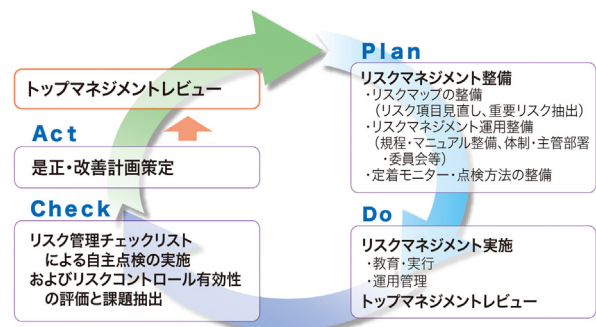 Plan
リスクマネジメント整備
・リスクマップの整備
（リスク項目見直し、重要リスク抽出）
・リスクマネジメント運用整備
（規程・マニュアル整備、体制・主管部署
・委員会等）
・定着モニター・点検方法の整備
Do
リスクマネジメント実施
・教育・実行
・運用管理
トップマネジメントレビュー
Check
リスク管理チェックリスト
による自主点検の実施
およびリスクコントロール有効性
の評価と課題抽出
Act
是正・改善計画策定
トップマネジメントレビュー